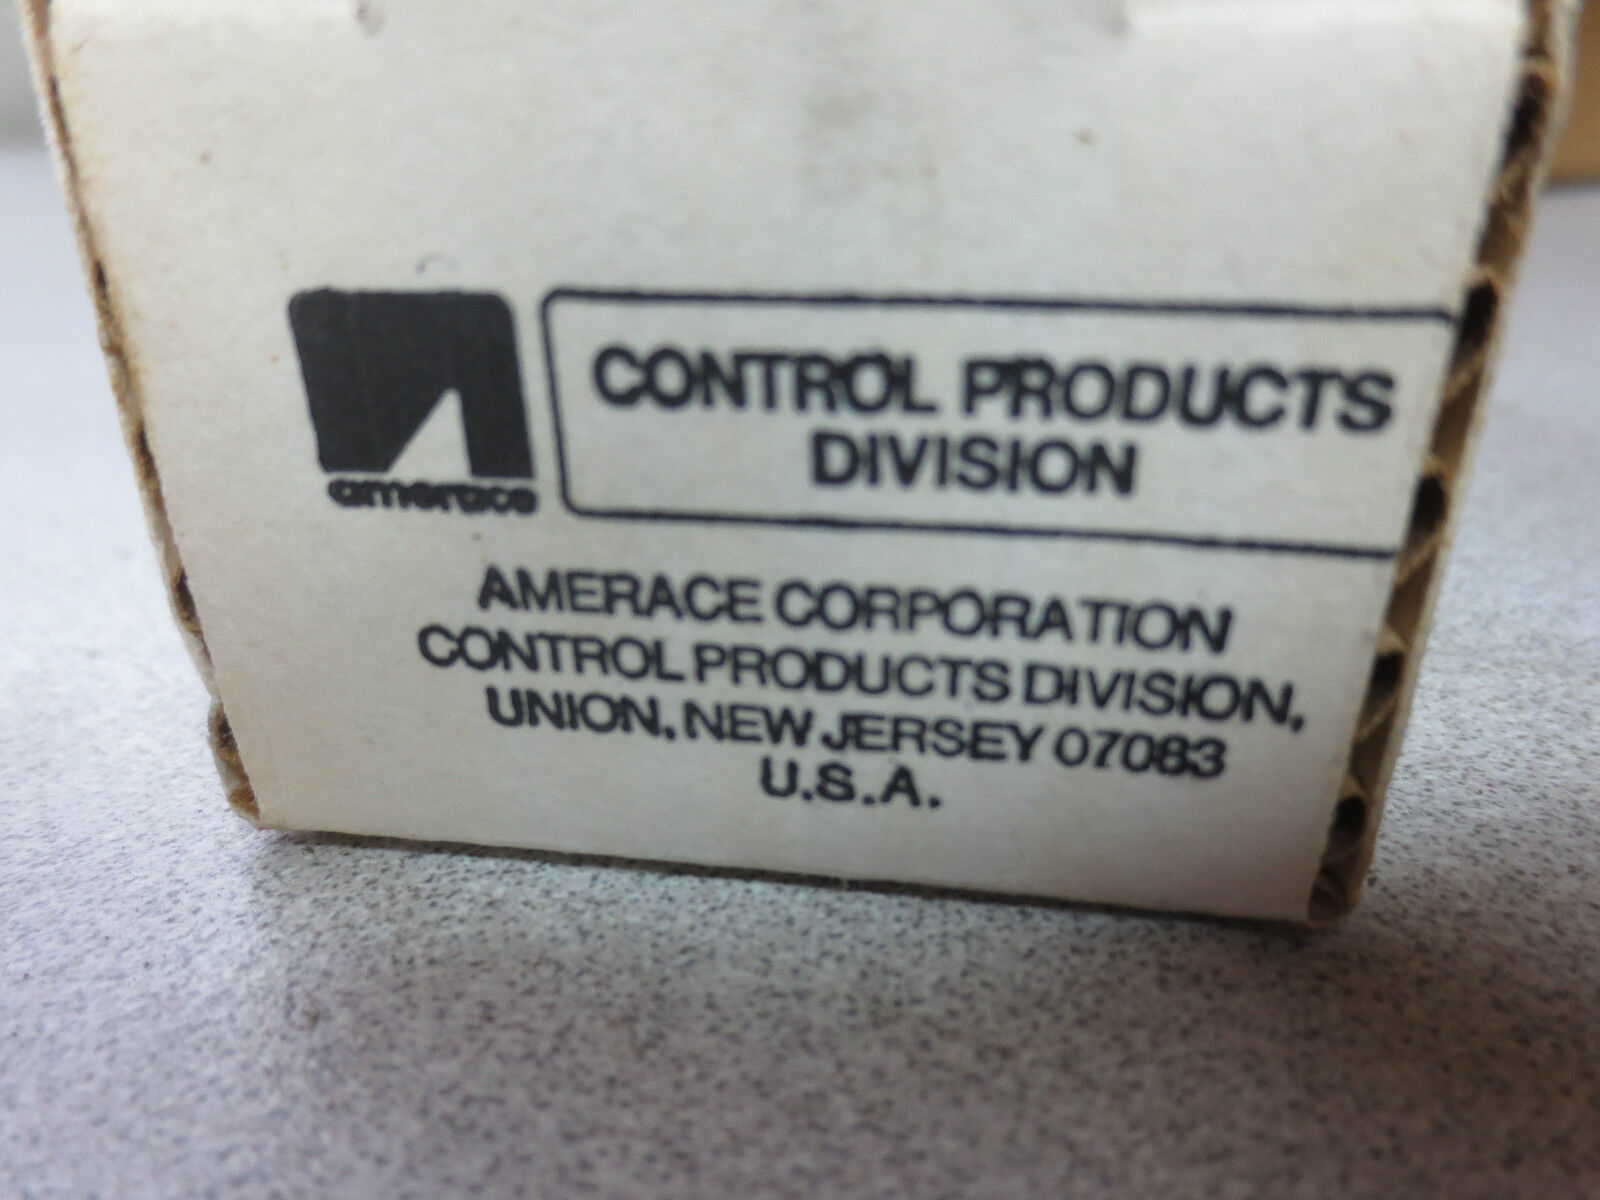 amerace
CONTROL PRODUCTS
DIVISION
AMERACE CORPORATION
CONTROL PRODUCTS DIVISION,
UNION, NEW JERSEY 07083
U.S.A.